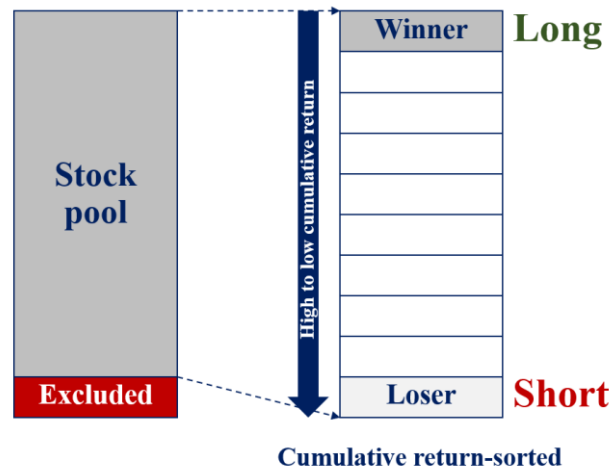 Stock
pool
Excluded
High to low cumulative return
Winner
Long
Loser
Short
Cumulative return-sorted